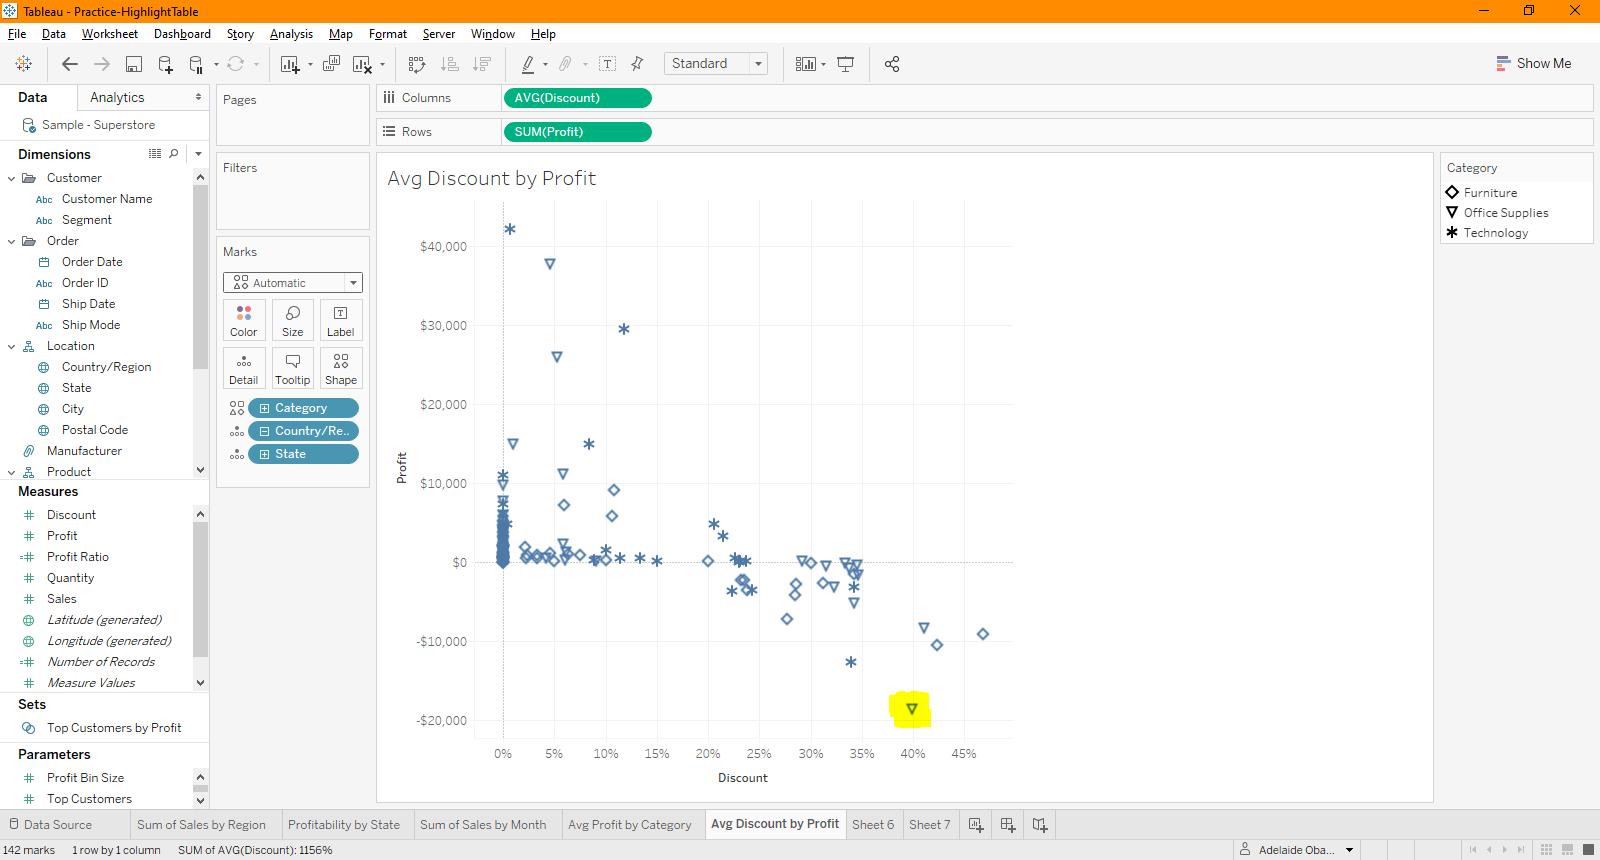 Tableau - Practice-HighlightTable
File Data Worksheet Dashboard Story Analysis Map Format Server Window Help
Standard
Show Me
Data Analytics
Sample - Superstore
Dimensions
Customer
Abc Customer Name
Abc Segment
Order
Order Date
Abc Order ID
Ship Date
Abc Ship Mode
Location
Country/Region
State
City
Postal Code
Manufacturer
Product
Measures
Discount
Profit
Profit Ratio
Quantity
Sales
Latitude (generated)
Longitude (generated)
Number of Records
Measure Values
Sets
Top Customers by Profit
Parameters
Profit Bin Size
Top Customers
Pages
Filters
Marks
Automatic
Color Size Label
Detail Tooltip Shape
Category
Country/Re..
State
Columns AVG(Discount)
Rows SUM(Profit)
Avg Discount by Profit
$40,000
$30,000
$20,000
$10,000
$0
-$10,000
-$20,000
Profit
0% 5% 10% 15% 20% 25% 30% 35% 40% 45%
Discount
Category
Furniture
Office Supplies
Technology
Data Source Sum of Sales by Region Profitability by State Sum of Sales by Month Avg Profit by Category Avg Discount by Profit Sheet 6 Sheet 7
142 marks 1 row by 1 column SUM of AVG(Discount): 1156% Adelaide Oba...